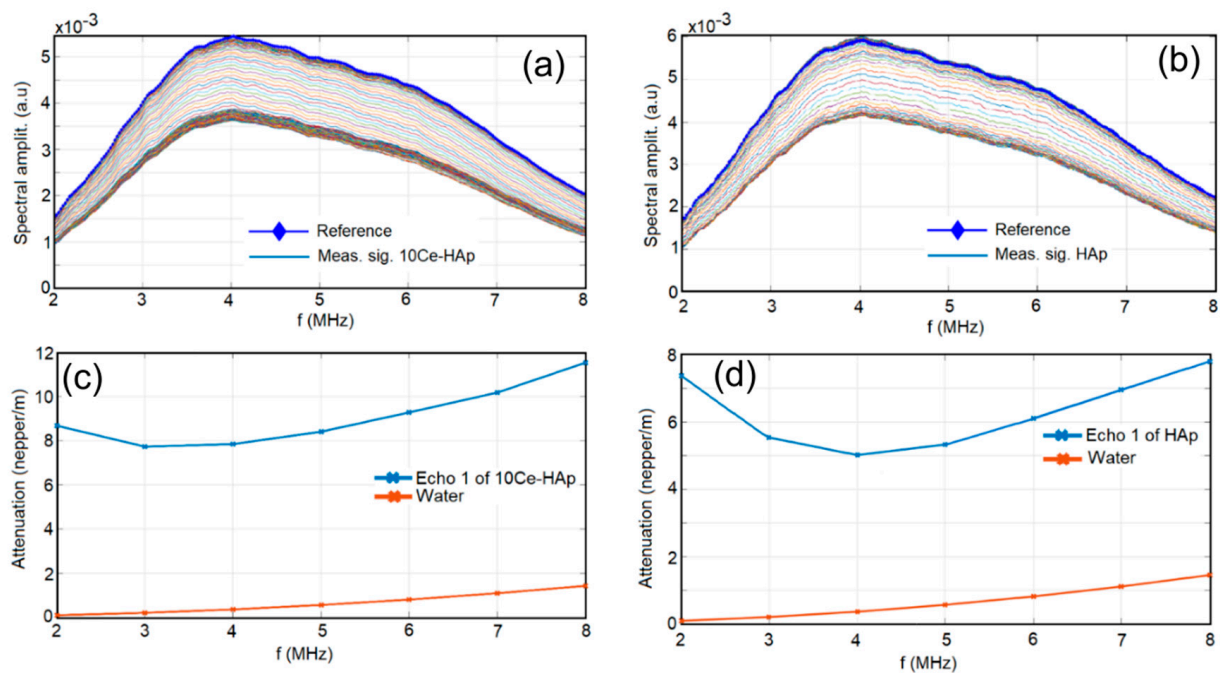 x10⁻³
(a)
Spectral amplit. (a.u)
5
4
3
2
1
0
Reference
Meas. sig. 10Ce-HAp
2 3 4 5 6 7 8
f (MHz)
x10⁻³
(b)
Spectral amplit. (a.u)
6
5
4
3
2
1
0
Reference
Meas. sig. HAp
2 3 4 5 6 7 8
f (MHz)
(c)
Attenuation (nepper/m)
12
10
8
6
4
2
0
Echo 1 of 10Ce-HAp
Water
2 3 4 5 6 7 8
f (MHz)
(d)
Attenuation (nepper/m)
8
6
4
2
0
Echo 1 of HAp
Water
2 3 4 5 6 7 8
f (MHz)